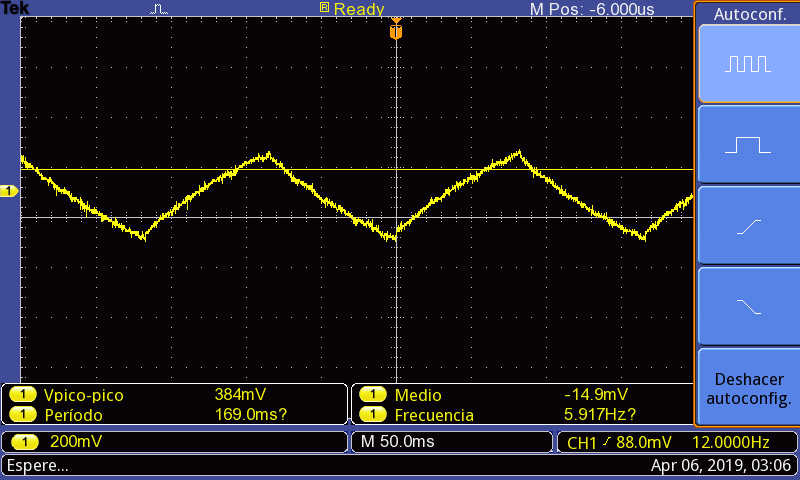 Tek Ready M Pos: -6.000us
R
Autoconf.
T
1
1 Vpico-pico 384mV 1 Medio -14.9mV
1 Período 169.0ms? 1 Frecuencia 5.917Hz?
Deshacer
autoconfig.
1 200mV M 50.0ms CH1 88.0mV 12.0000Hz
Espere... Apr 06, 2019, 03:06